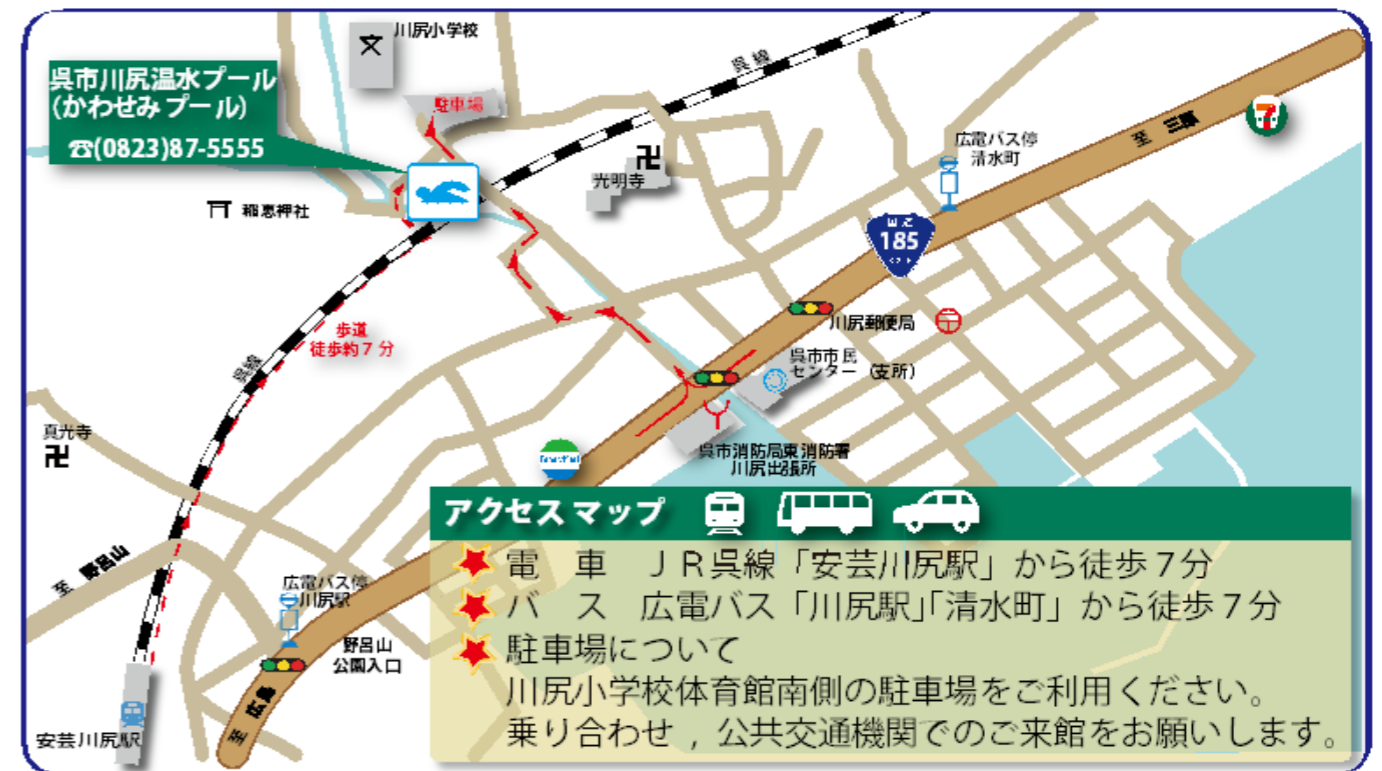 川尻小学校
呉市川尻温水プール
(かわせみプール)
☎(0823)87-5555
駐車場
呉線
至 三原
広電バス停
清水町
光明寺
稲恵神社
185
川尻郵便局
歩道
徒歩約7分
呉市市民
センター（支所）
呉線
真光寺
呉市消防局東消防署
川尻出張所
至 野呂山
広電バス停
川尻駅
野呂山
公園入口
至 広島
安芸川尻駅
アクセスマップ
電　車　ＪＲ呉線「安芸川尻駅」から徒歩７分
バ　ス　広電バス「川尻駅」「清水町」から徒歩７分
駐車場について
川尻小学校体育館南側の駐車場をご利用ください。
乗り合わせ，公共交通機関でのご来館をお願いします。